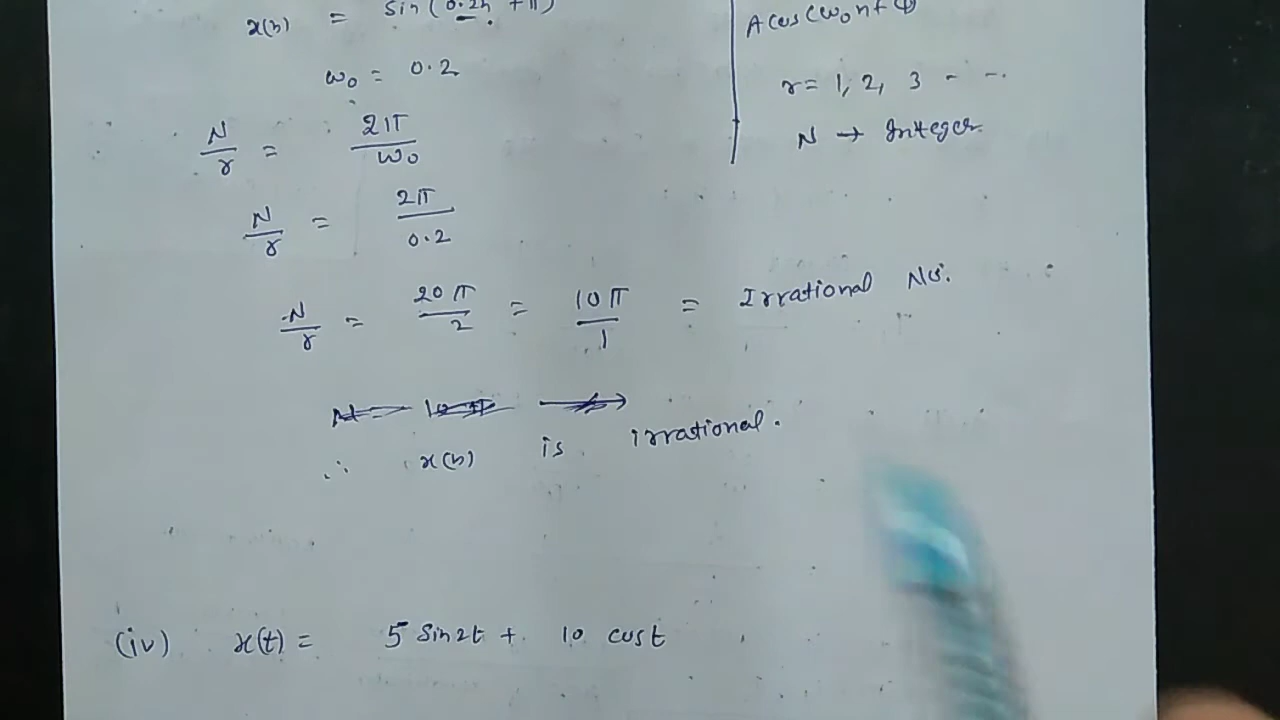 x(n) = Sin(0.2n + π)
ω₀ = 0.2
N/r = 2π/ω₀
N/r = 2π/0.2
N/r = 20π/2 = 10π/1 = Irrational No.
∴ x(n) is irrational.
(iv) x(t) = 5 Sin2t + 10 cost
A cos(ω₀n + ϕ)
r = 1, 2, 3 - -.
N → Integer